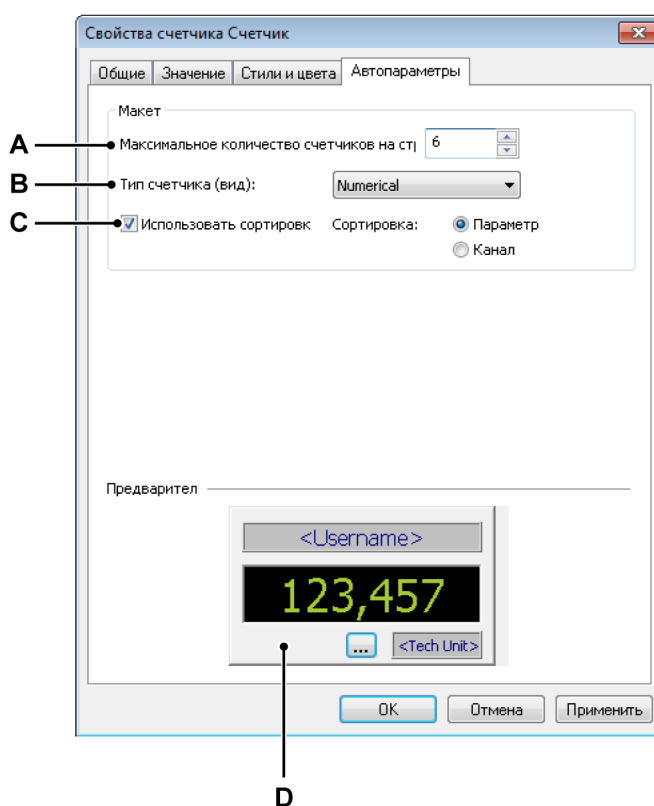 Свойства счетчика Счетчик
Общие Значение Стили и цвета Автопараметры
Макет
A Максимальное количество счетчиков на ст 6
B Тип счетчика (вид): Numerical
C Использовать сортировк Сортировка: Параметр
Канал
Предварител
<Username>
123,457
... <Tech Unit>
OK Отмена Применить
D